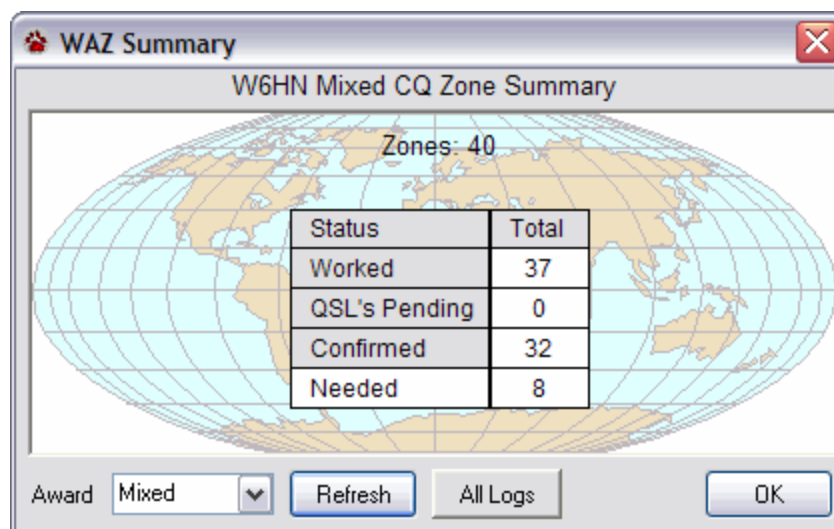 WAZ Summary
W6HN Mixed CQ Zone Summary
Zones: 40
Status Total
Worked 37
QSL's Pending 0
Confirmed 32
Needed 8
Award Mixed Refresh All Logs OK